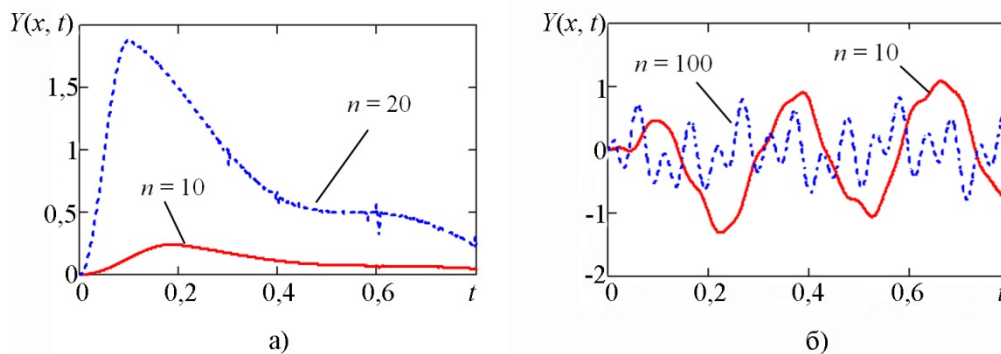 Y(x, t)
1,5
1
0,5
0
n = 20
n = 10
0
0,2
0,4
0,6
t
а)
Y(x, t)
1
0
-1
-2
n = 100
n = 10
0
0,2
0,4
0,6
t
б)